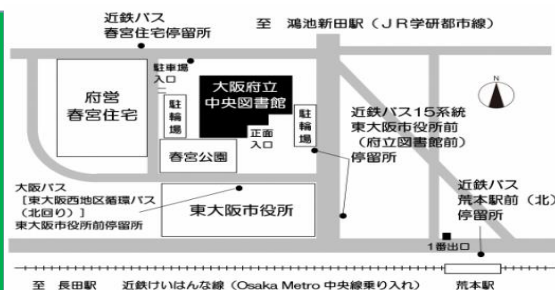 近鉄バス
春宮住宅停留所
至 鴻池新田駅(JR学研都市線)
駐車場
入口
府営
春宮住宅
大阪府立
中央図書館
駐輪場
正面
入口
駐輪場
N
近鉄バス15系統
東大阪市役所前
(府立図書館前)
停留所
春宮公園
大阪バス
[東大阪西地区循環バス
(北回り)]
東大阪市役所前停留所
東大阪市役所
近鉄バス
荒本駅前(北)
停留所
1番出口
至 長田駅 近鉄けいはんな線(Osaka Metro 中央線乗り入れ) 荒本駅